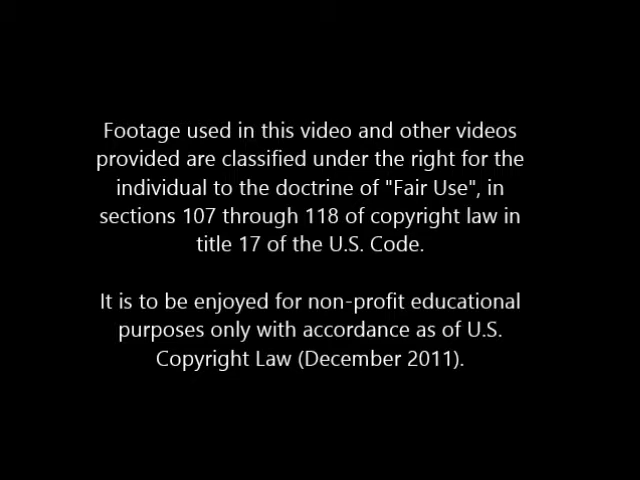 Footage used in this video and other videos
provided are classified under the right for the
individual to the doctrine of "Fair Use", in
sections 107 through 118 of copyright law in
title 17 of the U.S. Code.
It is to be enjoyed for non-profit educational
purposes only with accordance as of U.S.
Copyright Law (December 2011).